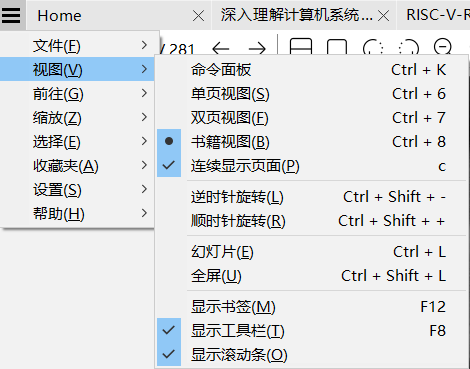 Home 深入理解计算机系统... RISC-V-R
文件(F) / 281
视图(V)
前往(G)
缩放(Z)
选择(E)
收藏夹(A)
设置(S)
帮助(H)
命令面板 Ctrl + K
单页视图(S) Ctrl + 6
双页视图(F) Ctrl + 7
书籍视图(B) Ctrl + 8
连续显示页面(P) c
逆时针旋转(L) Ctrl + Shift + -
顺时针旋转(R) Ctrl + Shift + +
幻灯片(E) Ctrl + L
全屏(U) Ctrl + Shift + L
显示书签(M) F12
显示工具栏(T) F8
显示滚动条(O)